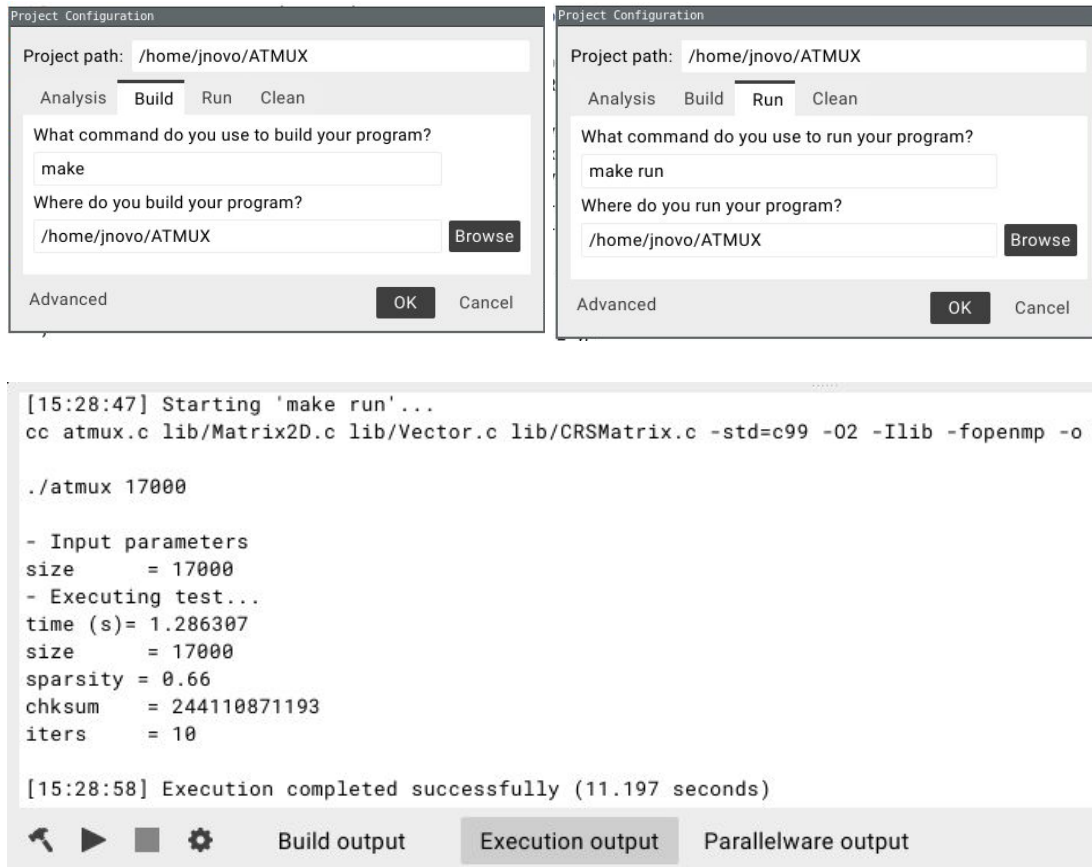 Project Configuration
Project path: /home/jnovo/ATMUX
Analysis Build Run Clean
What command do you use to build your program?
make
Where do you build your program?
/home/jnovo/ATMUX Browse
Advanced OK Cancel
Project Configuration
Project path: /home/jnovo/ATMUX
Analysis Build Run Clean
What command do you use to run your program?
make run
Where do you run your program?
/home/jnovo/ATMUX Browse
Advanced OK Cancel
[15:28:47] Starting 'make run'...
cc atmux.c lib/Matrix2D.c lib/Vector.c lib/CRSMatrix.c -std=c99 -O2 -Ilib -fopenmp -o
./atmux 17000
- Input parameters
size = 17000
- Executing test...
time (s)= 1.286307
size = 17000
sparsity = 0.66
chksum = 244110871193
iters = 10
[15:28:58] Execution completed successfully (11.197 seconds)
Build output Execution output Parallelware output